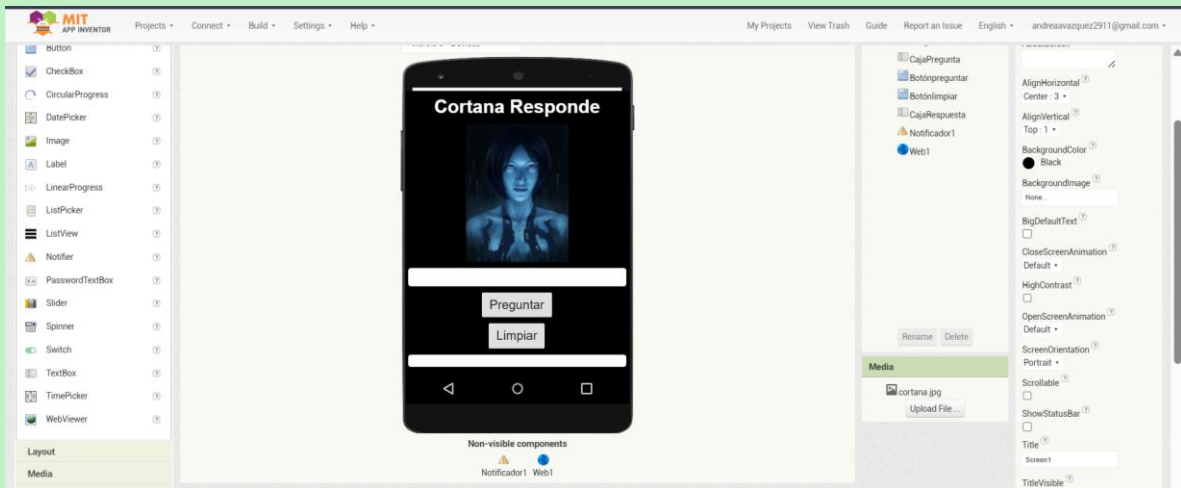 MIT
APP INVENTOR
Projects
Connect
Build
Settings
Help
My Projects
View Trash
Guide
Report an Issue
English
andreaavazquez2911@gmail.com
Button
CheckBox
CircularProgress
DatePicker
Image
Label
LinearProgress
ListPicker
ListView
Notifier
PasswordTextBox
Slider
Spinner
Switch
TextBox
TimePicker
WebViewer
Layout
Media
Cortana Responde
Preguntar
Limpiar
Non-visible components
Notificador1 Web1
CajaPregunta
Botónpreguntar
Botónlimpiar
CajaRespuesta
Notificador1
Web1
Rename Delete
Media
cortana.jpg
Upload File ...
AlignHorizontal
Center : 3
AlignVertical
Top : 1
BackgroundColor
Black
BackgroundImage
None...
BigDefaultText
CloseScreenAnimation
Default
HighContrast
OpenScreenAnimation
Default
ScreenOrientation
Portrait
Scrollable
ShowStatusBar
Title
Screen1
TitleVisible